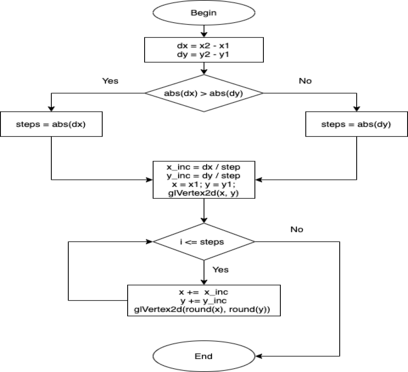 Begin
dx = x2 - x1
dy = y2 - y1
Yes
abs(dx) > abs(dy)
No
steps = abs(dx)
steps = abs(dy)
x_inc = dx / step
y_inc = dy / step
x = x1; y = y1;
glVertex2d(x, y)
i <= steps
No
Yes
x += x_inc
y += y_inc
glVertex2d(round(x), round(y))
End